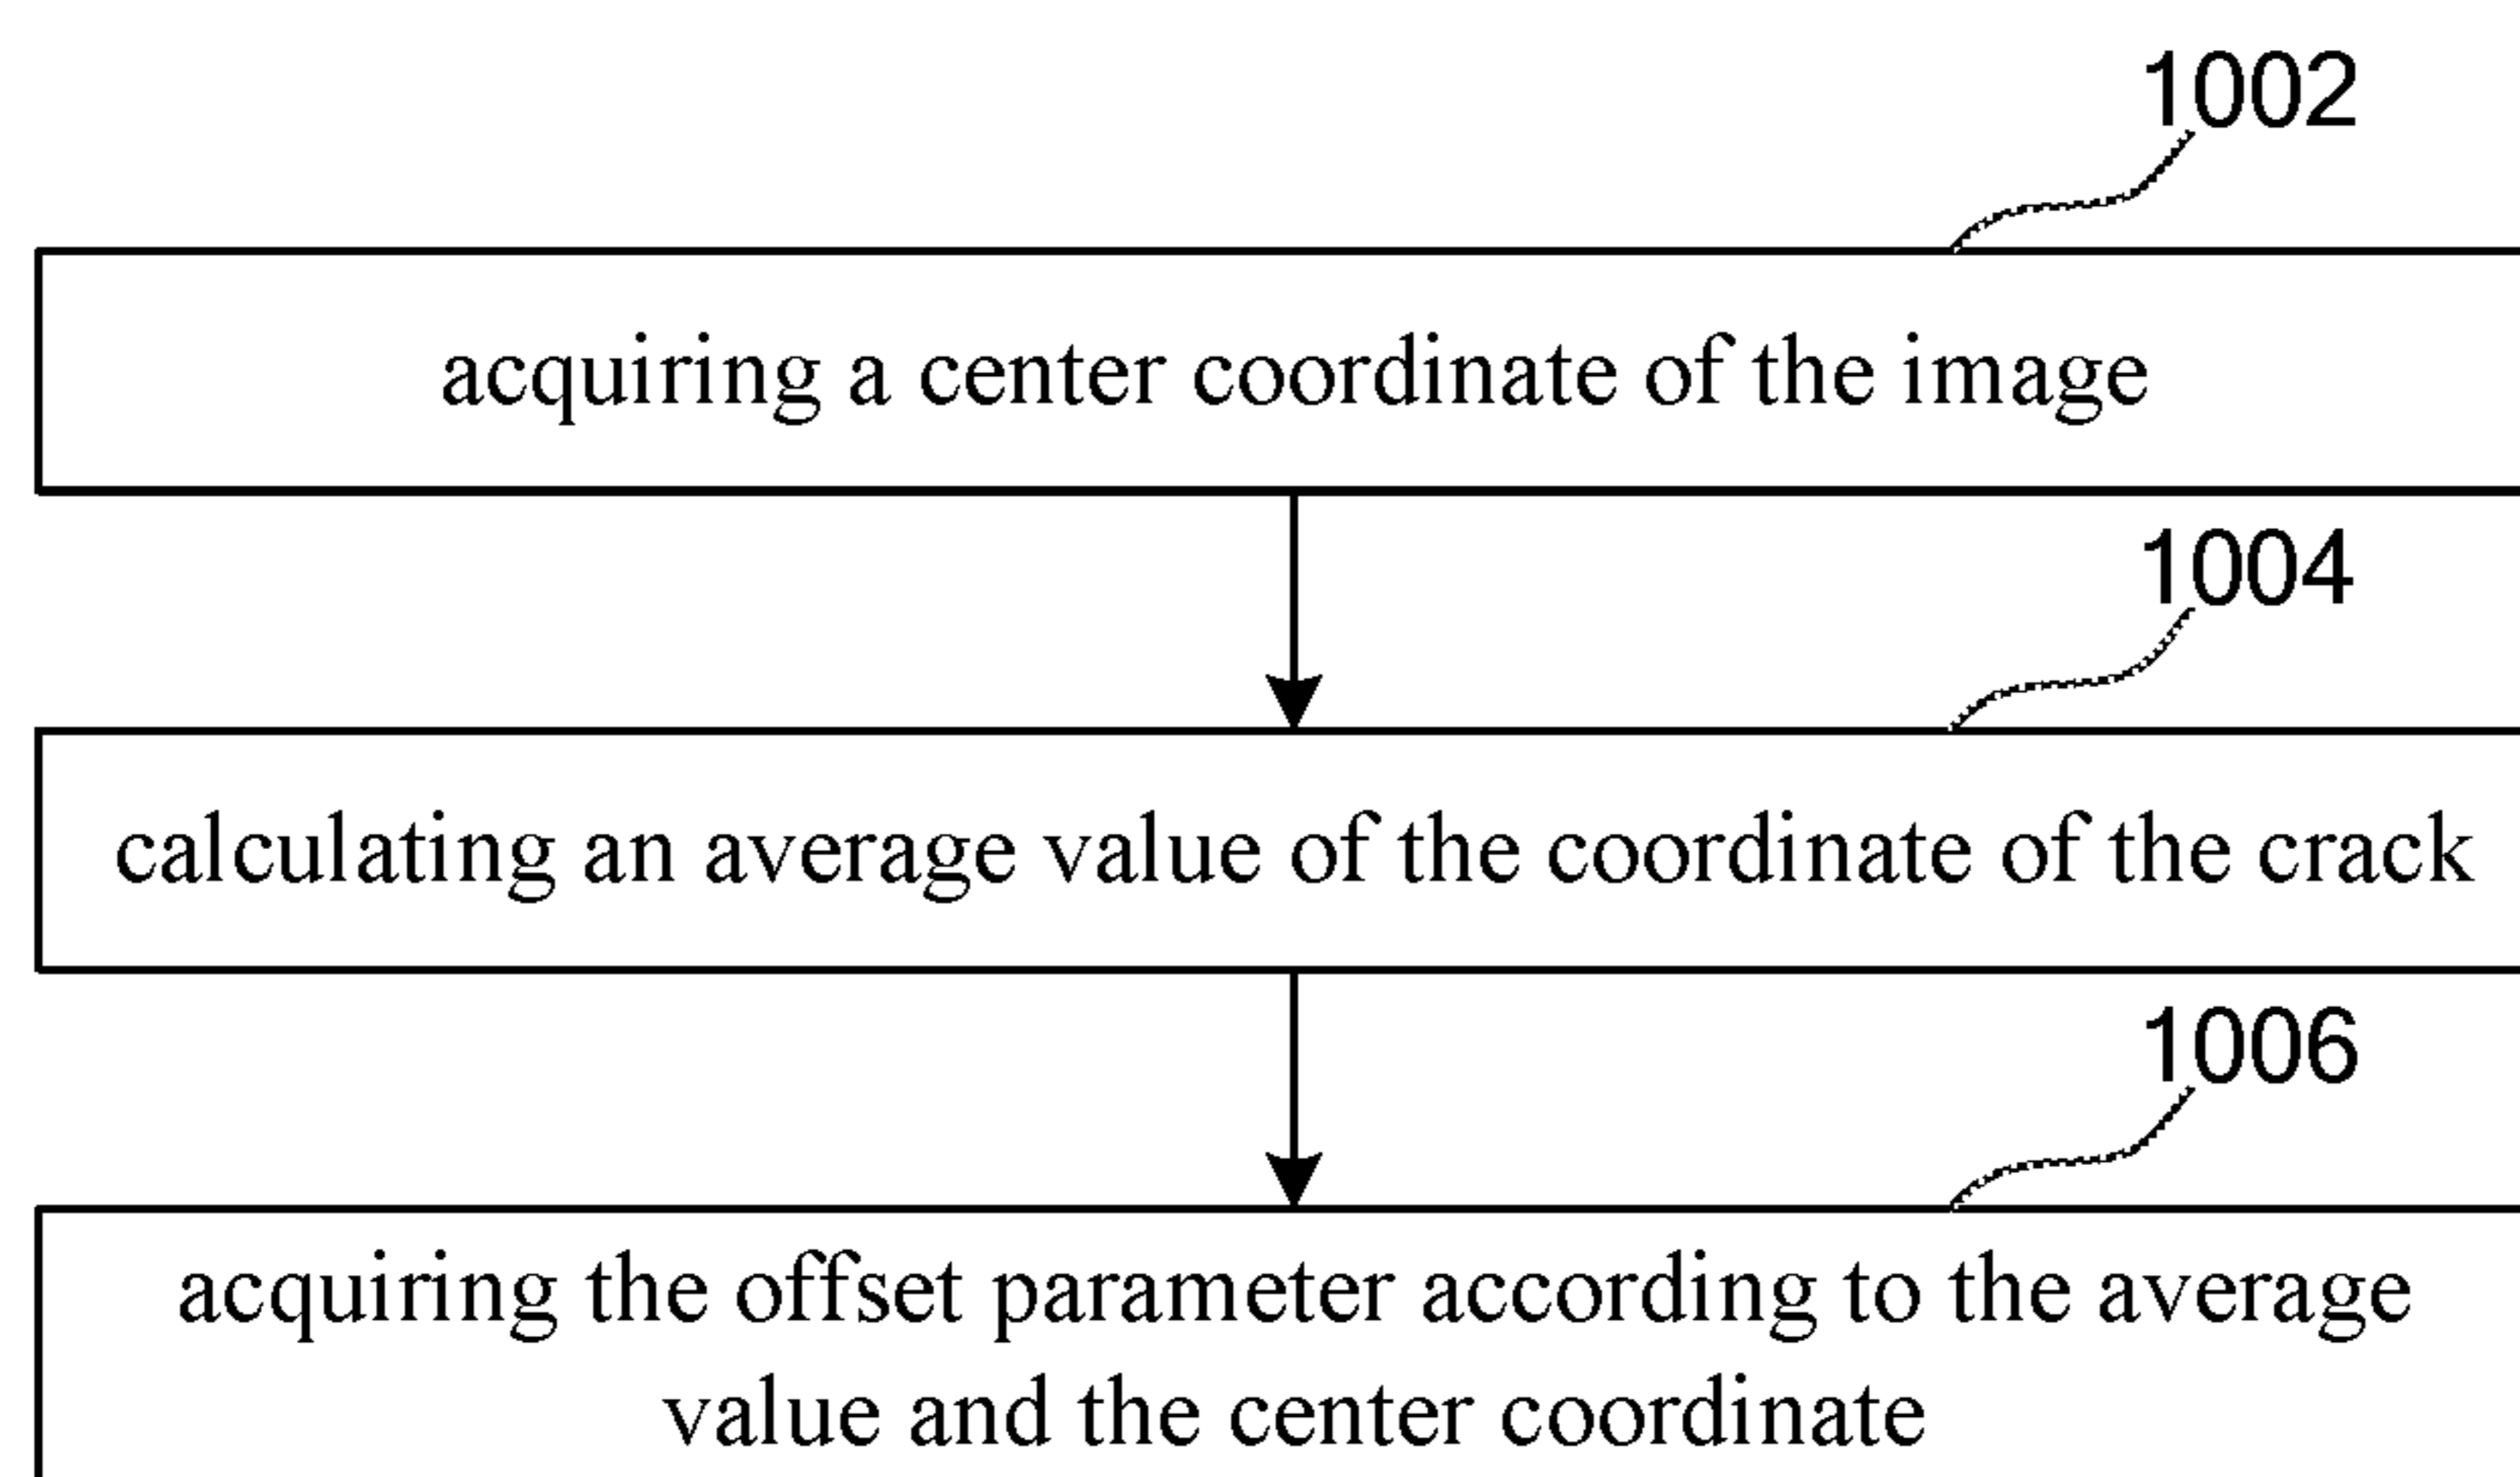 1002
acquiring a center coordinate of the image
1004
calculating an average value of the coordinate of the crack
1006
acquiring the offset parameter according to the average
value and the center coordinate